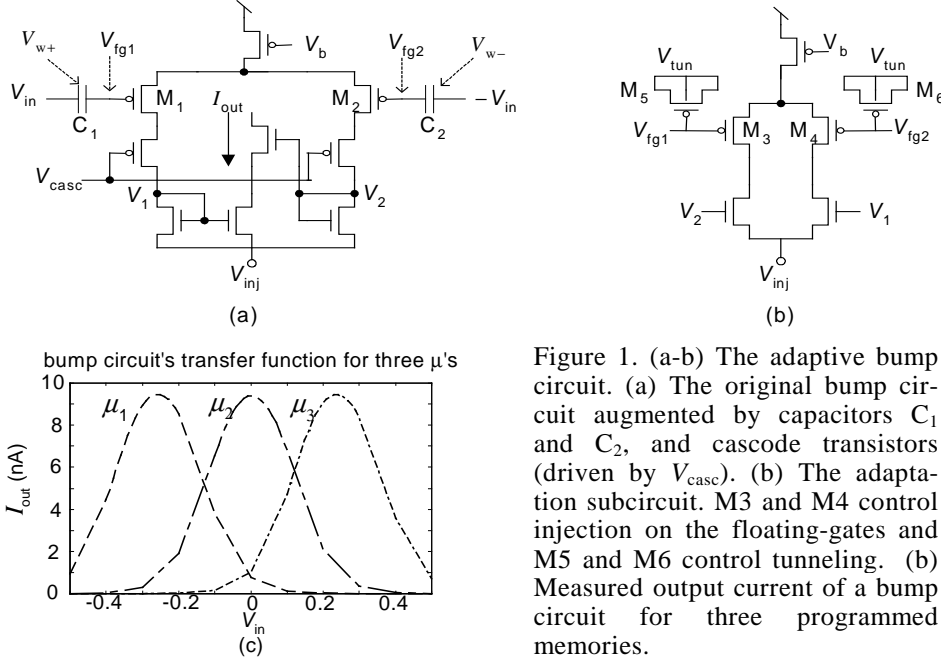 V_w+
V_fg1
V_b
V_fg2
V_w–
V_in
M_1
I_out
M_2
–V_in
C_1
C_2
V_casc
V_1
V_2
V_inj
(a)
V_b
V_tun
V_tun
M_5
M_6
V_fg1
M_3
M_4
V_fg2
V_2
V_1
V_inj
(b)
bump circuit's transfer function for three μ's
10
8
6
4
2
0
I_out (nA)
μ_1
μ_2
μ_3
-0.4
-0.2
0
0.2
0.4
V_in
(c)
Figure 1. (a-b) The adaptive bump
circuit. (a) The original bump cir-
cuit augmented by capacitors C_1
and C_2, and cascode transistors
(driven by V_casc). (b) The adapta-
tion subcircuit. M3 and M4 control
injection on the floating-gates and
M5 and M6 control tunneling. (b)
Measured output current of a bump
circuit for three programmed
memories.